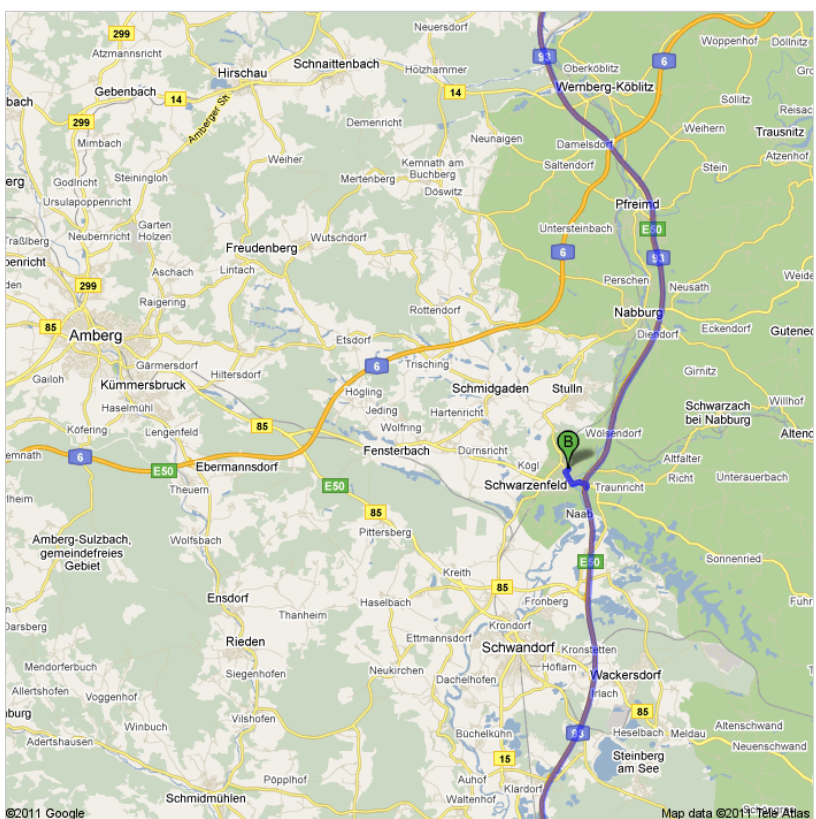 Neuersdorf
299
Atzmannsricht
Schnaittenbach
Holzhammer
93
Oberköblitz
6
Woppenhof
Döllnitz
Hirschau
Gebenbach
14
14
Wernberg-Köblitz
bach
Söllitz
299
Amberger Str
Demenricht
Mimbach
Weiher
Neunaigen
Damelsdorf
Weihern
Trausnitz
Kemnath am
Buchberg
Saltendorf
Stein
Atzenhof
Godlricht
Steiningloh
Mertenberg
Döswitz
Ursulapoppenricht
Pfreimd
Garten
Holzen
Neubernricht
Untersteinbach
E50
Wutschdorf
Freudenberg
6
93
Aschach
Lintach
Perschen
Neusath
299
Raigering
Rottendorf
Nabburg
85
Amberg
Etsdorf
Diendorf
Eckendorf
6
Trisching
Gärmersdorf
Hiltersdorf
Girnitz
Gailoh
Kümmersbruck
Högling
Schmidgaden
Stulln
Haselmühl
Jeding
Hartenricht
Schwarzach
bei Nabburg
Willhof
Köfering
Lengenfeld
85
Wolfring
Wölsendorf
B
6
Fensterbach
Dürnsricht
Kögl
Altfalter
E50
Ebermannsdorf
Richt
Unterauerbach
Theuern
E50
Schwarzenfeld
Traunricht
85
Naab
Amberg-Sulzbach,
gemeindefreies
Gebiet
Wolfsbach
Pittersberg
Sonnenried
E50
Kreith
85
Ensdorf
Haselbach
Fronberg
Thanheim
Darsberg
Krondorf
Rieden
Ettmannsdorf
Schwandorf
Kronstetten
Mendorferbuch
Siegenhofen
Neukirchen
Höflarn
Wackersdorf
Dachelhofen
Allertshofen
Voggenhof
Irlach
Vilshofen
85
Winbuch
Büchelkühn
93
Heselbach
Meldau
Altenschwand
Adertshausen
Neuenschwand
15
Steinberg
am See
Pöpplhof
Auhof
Schmidmühlen
Waltenhof
Klardorf
©2011 Google
Map data ©2011 Tele Atlas